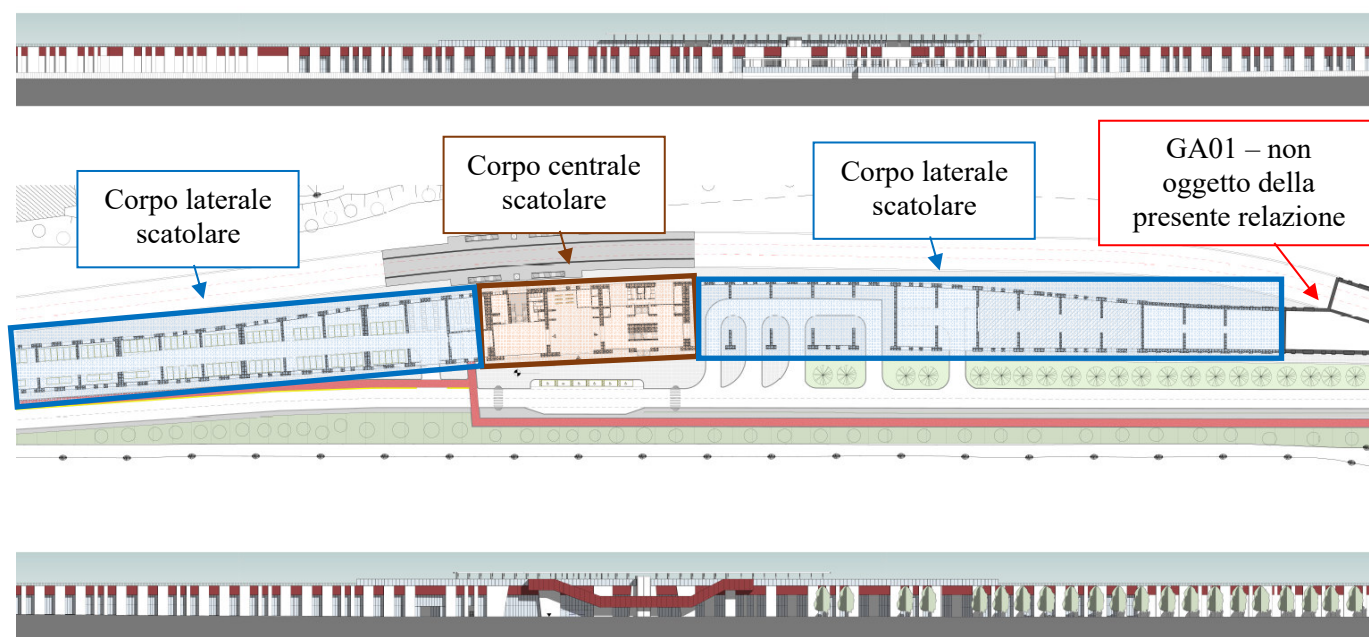 Corpo laterale
scatolare
Corpo centrale
scatolare
Corpo laterale
scatolare
GA01 – non
oggetto della
presente relazione